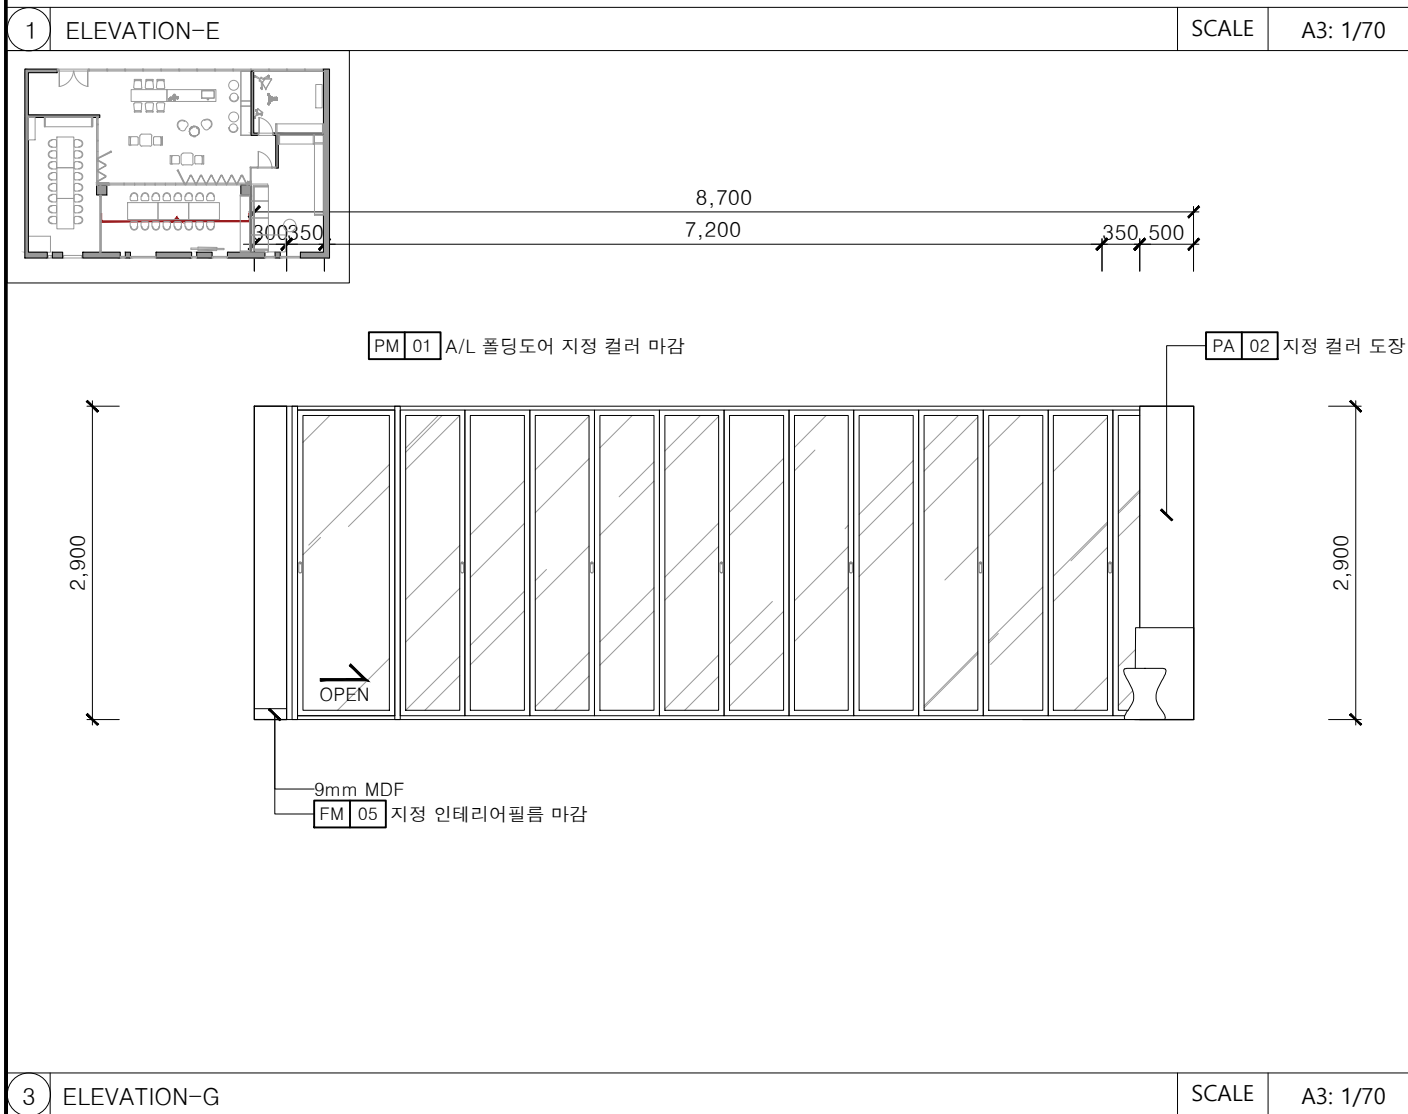 1 ELEVATION-E SCALE A3: 1/70
8,700
300 350 7,200 350 500
PM 01 A/L 폴딩도어 지정 컬러 마감
PA 02 지정 컬러 도장
2,900
2,900
OPEN
9mm MDF
FM 05 지정 인테리어필름 마감
3 ELEVATION-G SCALE A3: 1/70